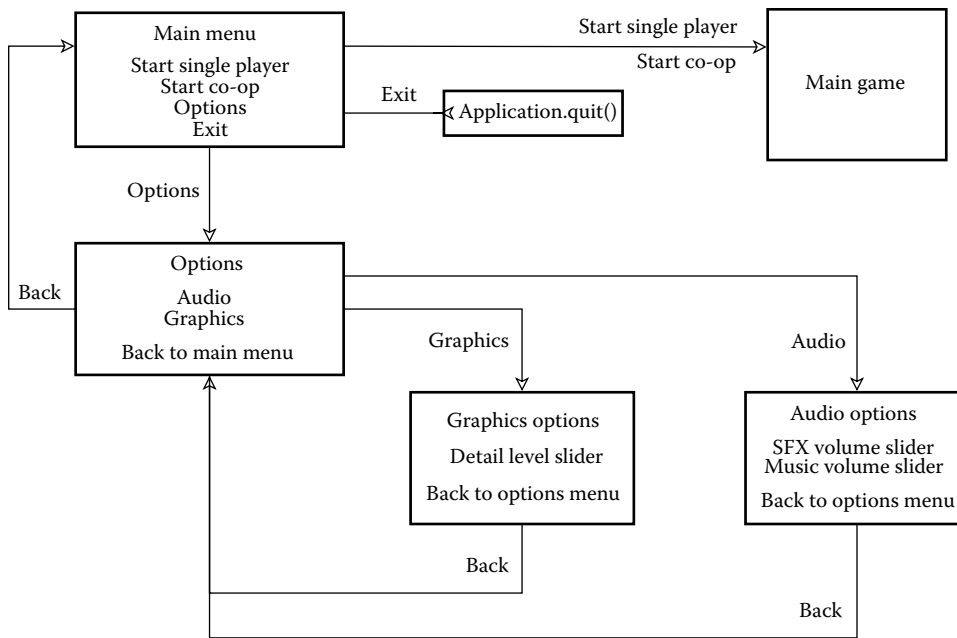 Main menu
Start single player
Start co-op
Options
Exit
Start single player
Start co-op
Main game
Exit
Application.quit()
Options
Options
Audio
Graphics
Back to main menu
Back
Graphics
Audio
Graphics options
Detail level slider
Back to options menu
Audio options
SFX volume slider
Music volume slider
Back to options menu
Back
Back